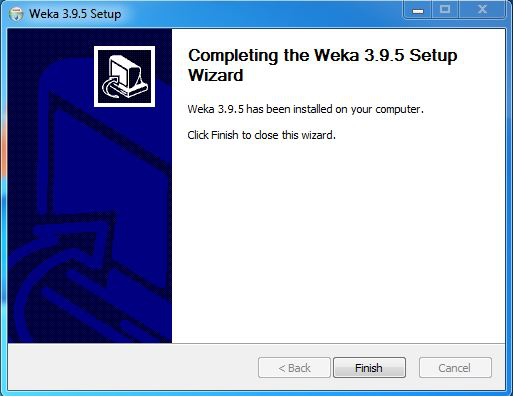 Weka 3.9.5 Setup
Completing the Weka 3.9.5 Setup
Wizard
Weka 3.9.5 has been installed on your computer.
Click Finish to close this wizard.
< Back
Finish
Cancel